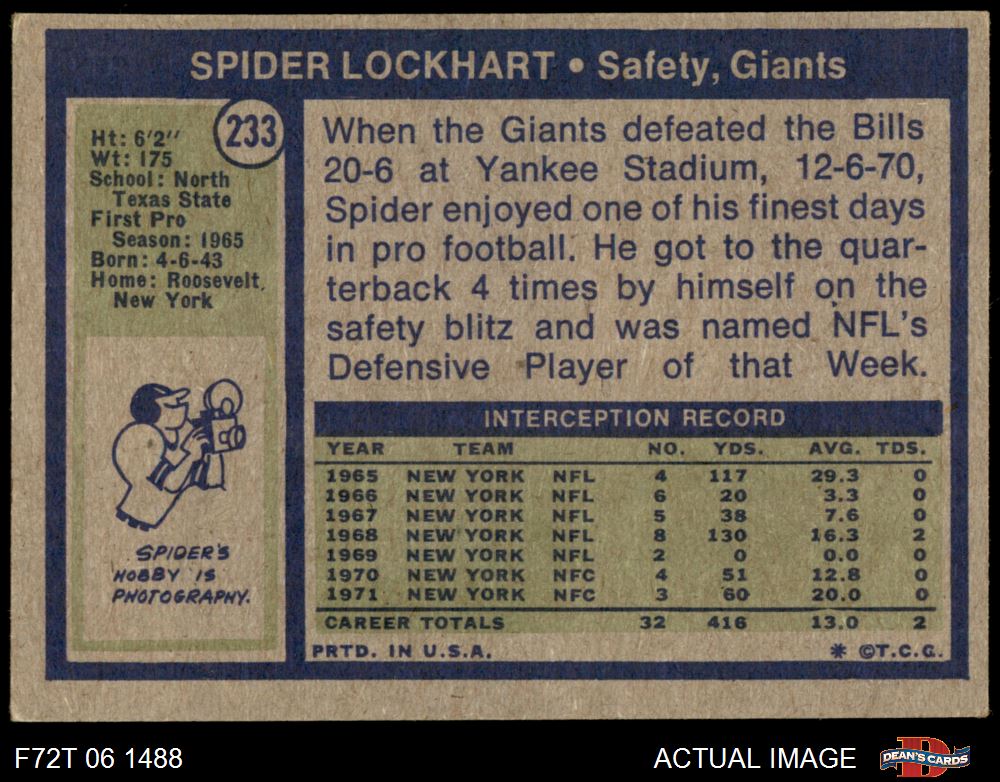 SPIDER LOCKHART • Safety, Giants
233
Ht: 6'2''
Wt: 175
School: North
Texas State
First Pro
Season: 1965
Born: 4-6-43
Home: Roosevelt,
New York
When the Giants defeated the Bills
20-6 at Yankee Stadium, 12-6-70,
Spider enjoyed one of his finest days
in pro football. He got to the quar-
terback 4 times by himself on the
safety blitz and was named NFL's
Defensive Player of that Week.
SPIDER'S
HOBBY IS
PHOTOGRAPHY.
INTERCEPTION RECORD
YEAR TEAM NO. YDS. AVG. TDS.
1965 NEW YORK NFL 4 117 29.3 0
1966 NEW YORK NFL 6 20 3.3 0
1967 NEW YORK NFL 5 38 7.6 0
1968 NEW YORK NFL 8 130 16.3 2
1969 NEW YORK NFL 2 0 0.0 0
1970 NEW YORK NFC 4 51 12.8 0
1971 NEW YORK NFC 3 60 20.0 0
CAREER TOTALS 32 416 13.0 2
PRTD. IN U.S.A. * ©T.C.G.
F72T 06 1488 ACTUAL IMAGE DEAN'S CARDS